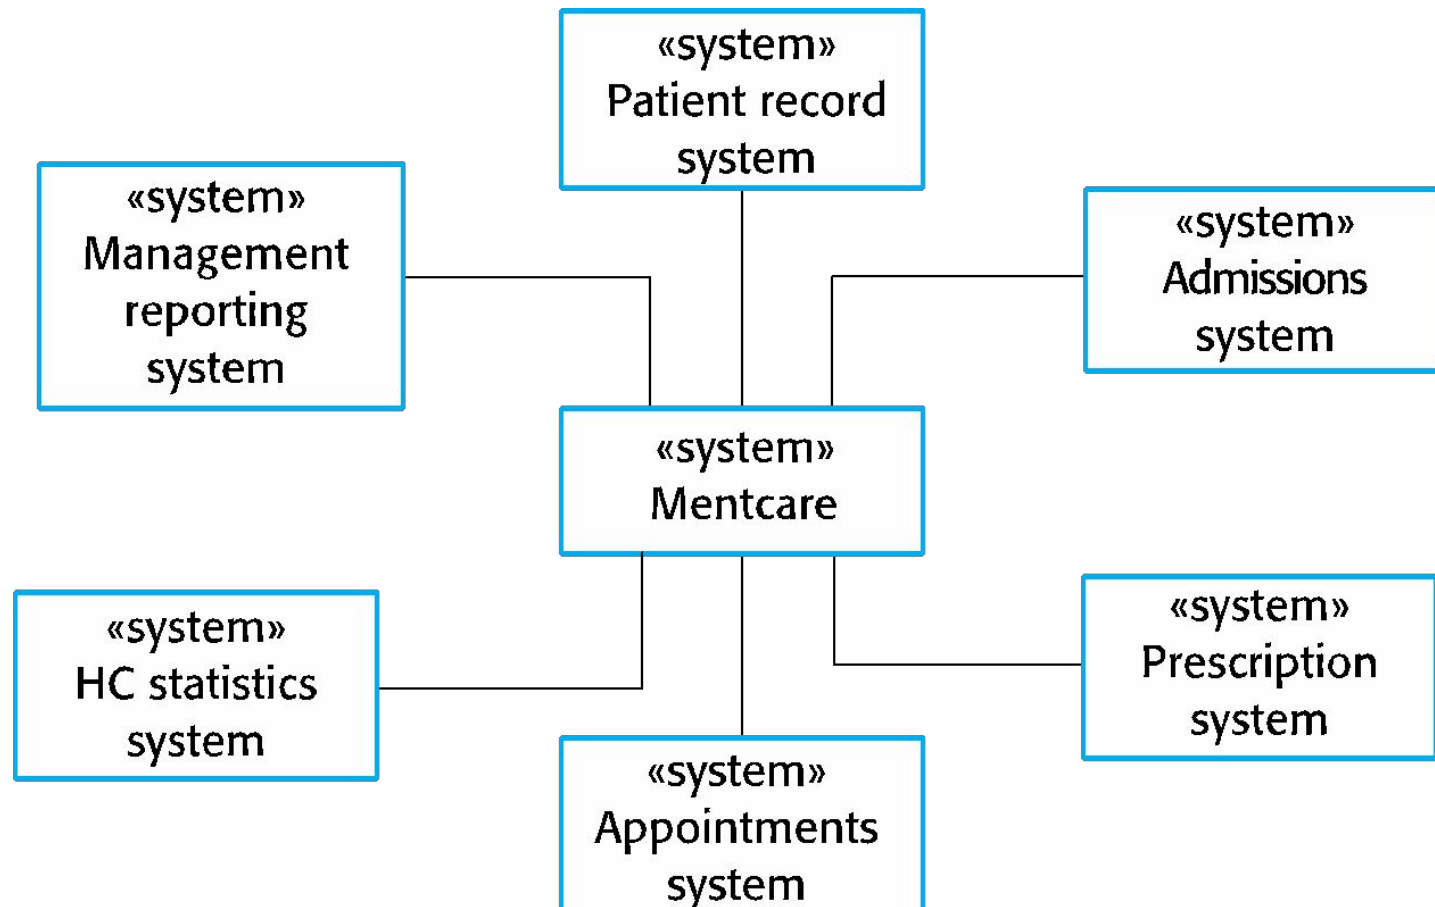 «system»
Patient record
system
«system»
Management
reporting
system
«system»
Admissions
system
«system»
Mentcare
«system»
HC statistics
system
«system»
Prescription
system
«system»
Appointments
system